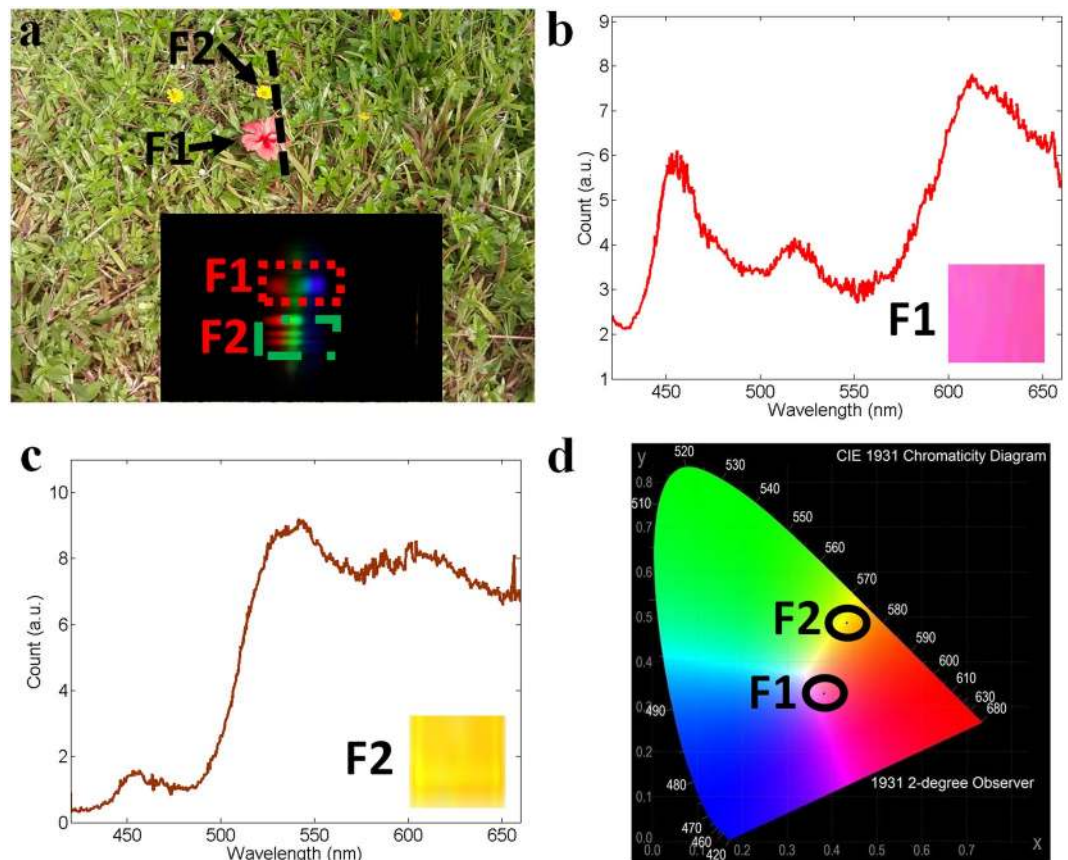 a
F2
F1
F1
F2
b
9
8
7
6
5
4
3
2
1
Count (a.u.)
450
500
550
600
650
Wavelength (nm)
F1
c
10
8
6
4
2
0
Count (a.u.)
450
500
550
600
650
Wavelength (nm)
F2
d
CIE 1931 Chromaticity Diagram
y
520
530
540
510
550
560
570
580
590
600
610
630
680
490
480
470
460
420
0.8
0.7
0.6
0.5
0.4
0.3
0.2
0.1
0.0
F2
F1
1931 2-degree Observer
0.0 0.1 0.2 0.3 0.4 0.5 0.6 0.7
x